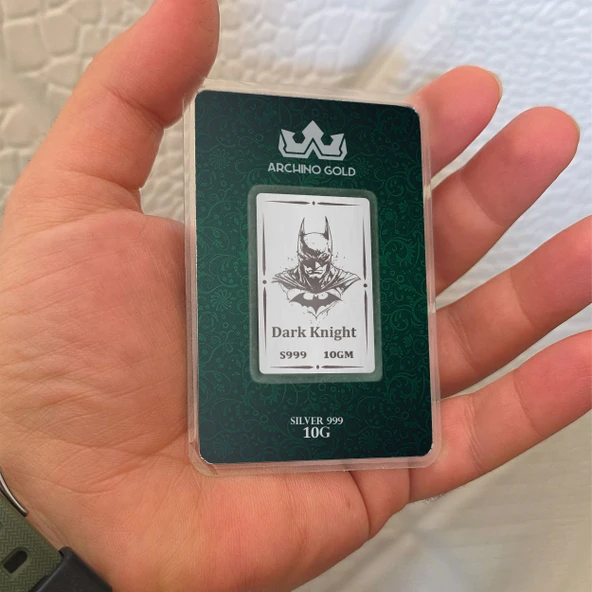 ARCHINO GOLD
Dark Knight
S999 10GM
SILVER 999
10G